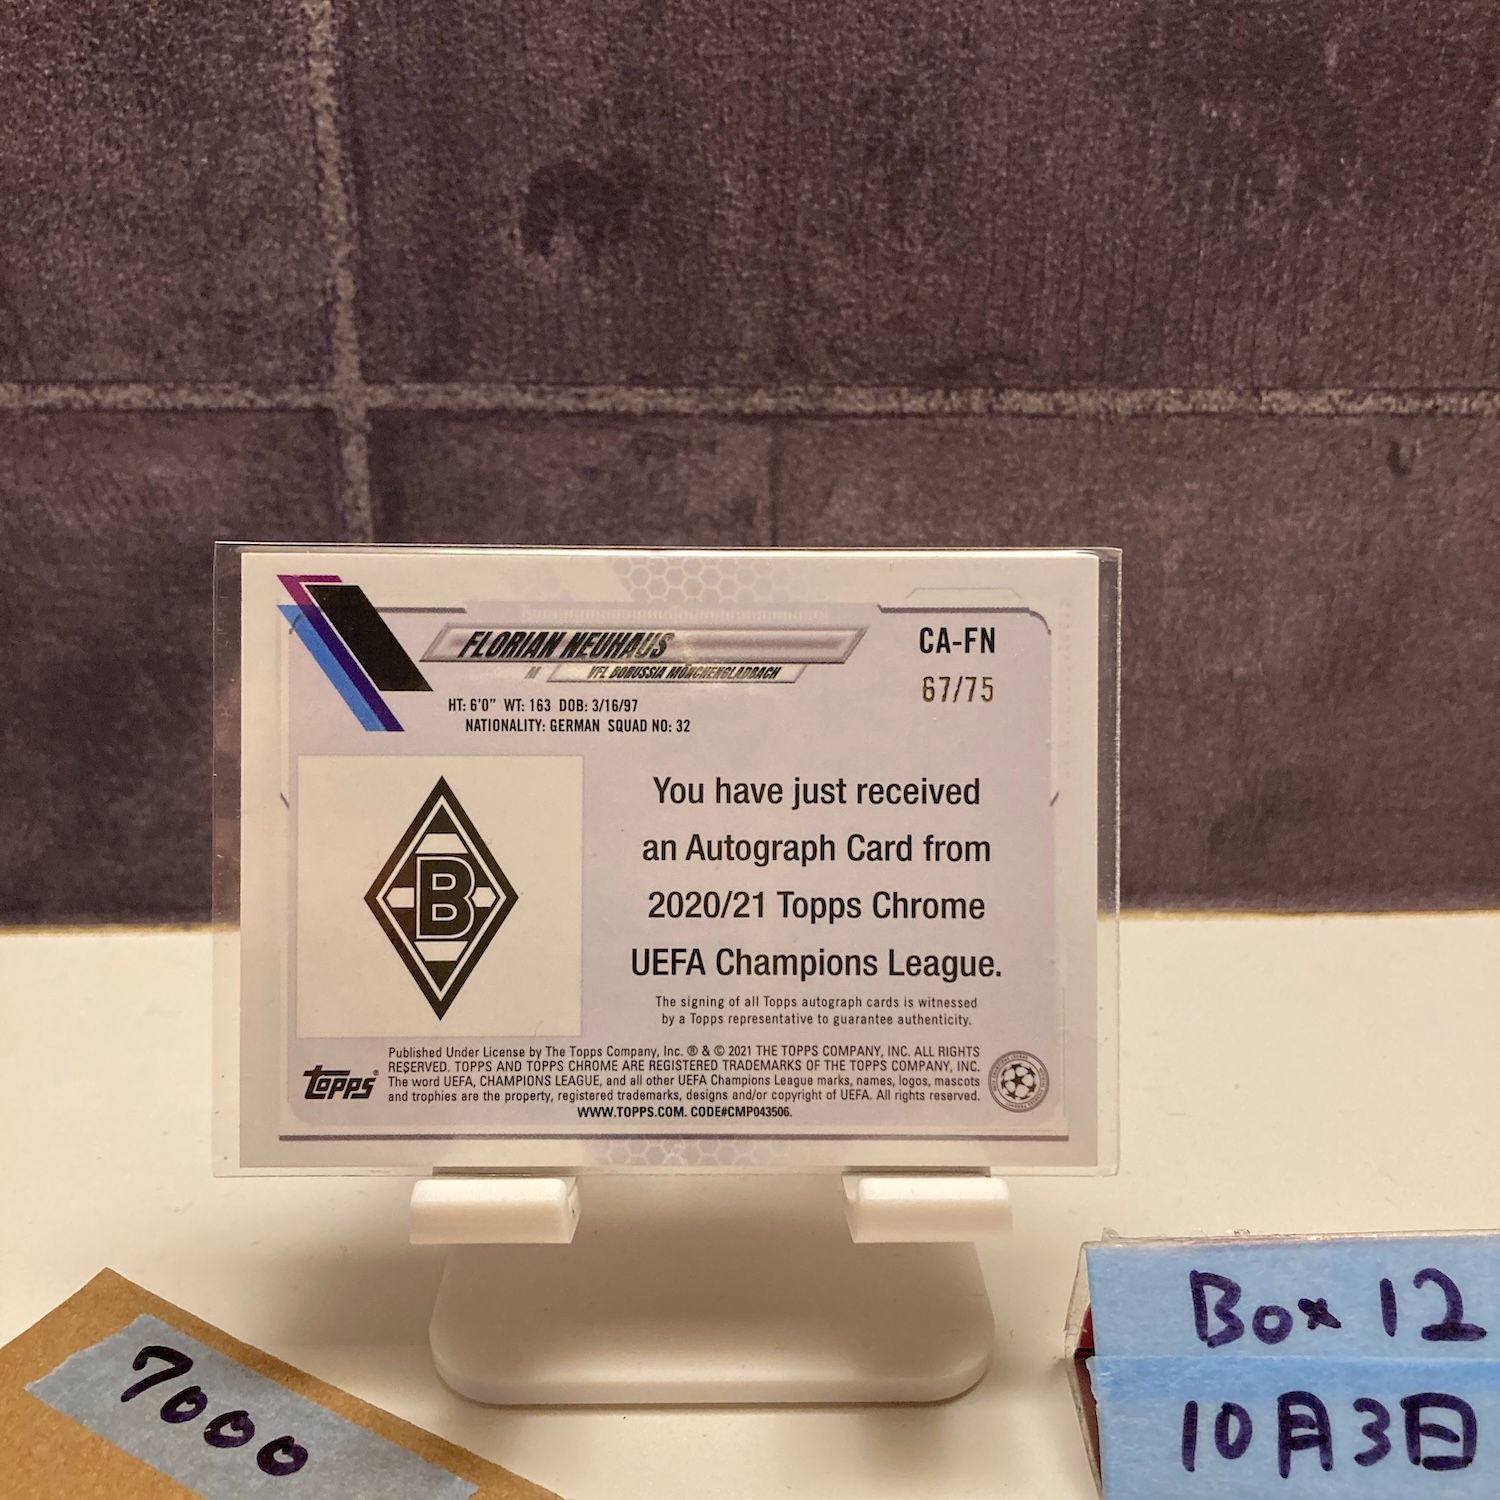 FLORIAN NEUHAUS
M VFL BORUSSIA MÖNCHENGLADBACH
CA-FN
67/75
HT: 6'0" WT: 163 DOB: 3/16/97
NATIONALITY: GERMAN SQUAD NO: 32
B
You have just received
an Autograph Card from
2020/21 Topps Chrome
UEFA Champions League.
The signing of all Topps autograph cards is witnessed
by a Topps representative to guarantee authenticity.
topps®
Published Under License by The Topps Company, Inc. ® & © 2021 THE TOPPS COMPANY, INC. ALL RIGHTS
RESERVED. TOPPS AND TOPPS CHROME ARE REGISTERED TRADEMARKS OF THE TOPPS COMPANY, INC.
The word UEFA, CHAMPIONS LEAGUE, and all other UEFA Champions League marks, names, logos, mascots
and trophies are the property, registered trademarks, designs and/or copyright of UEFA. All rights reserved.
WWW.TOPPS.COM. CODE#CMP043506.
7000
Box 12
10月3日